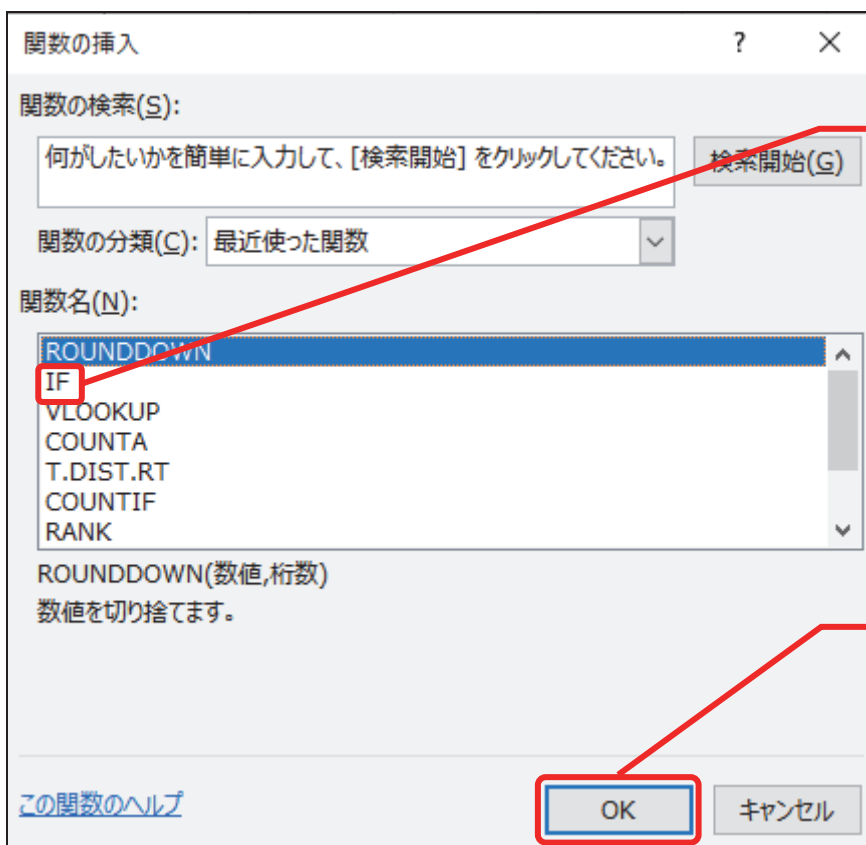 関数の挿入 ? ×
関数の検索(S):
何がしたいかを簡単に入力して、[検索開始] をクリックしてください。 検索開始(G)
関数の分類(C): 最近使った関数
関数名(N):
ROUNDDOWN
IF
VLOOKUP
COUNTA
T.DIST.RT
COUNTIF
RANK
ROUNDDOWN(数値,桁数)
数値を切り捨てます。
この関数のヘルプ OK キャンセル